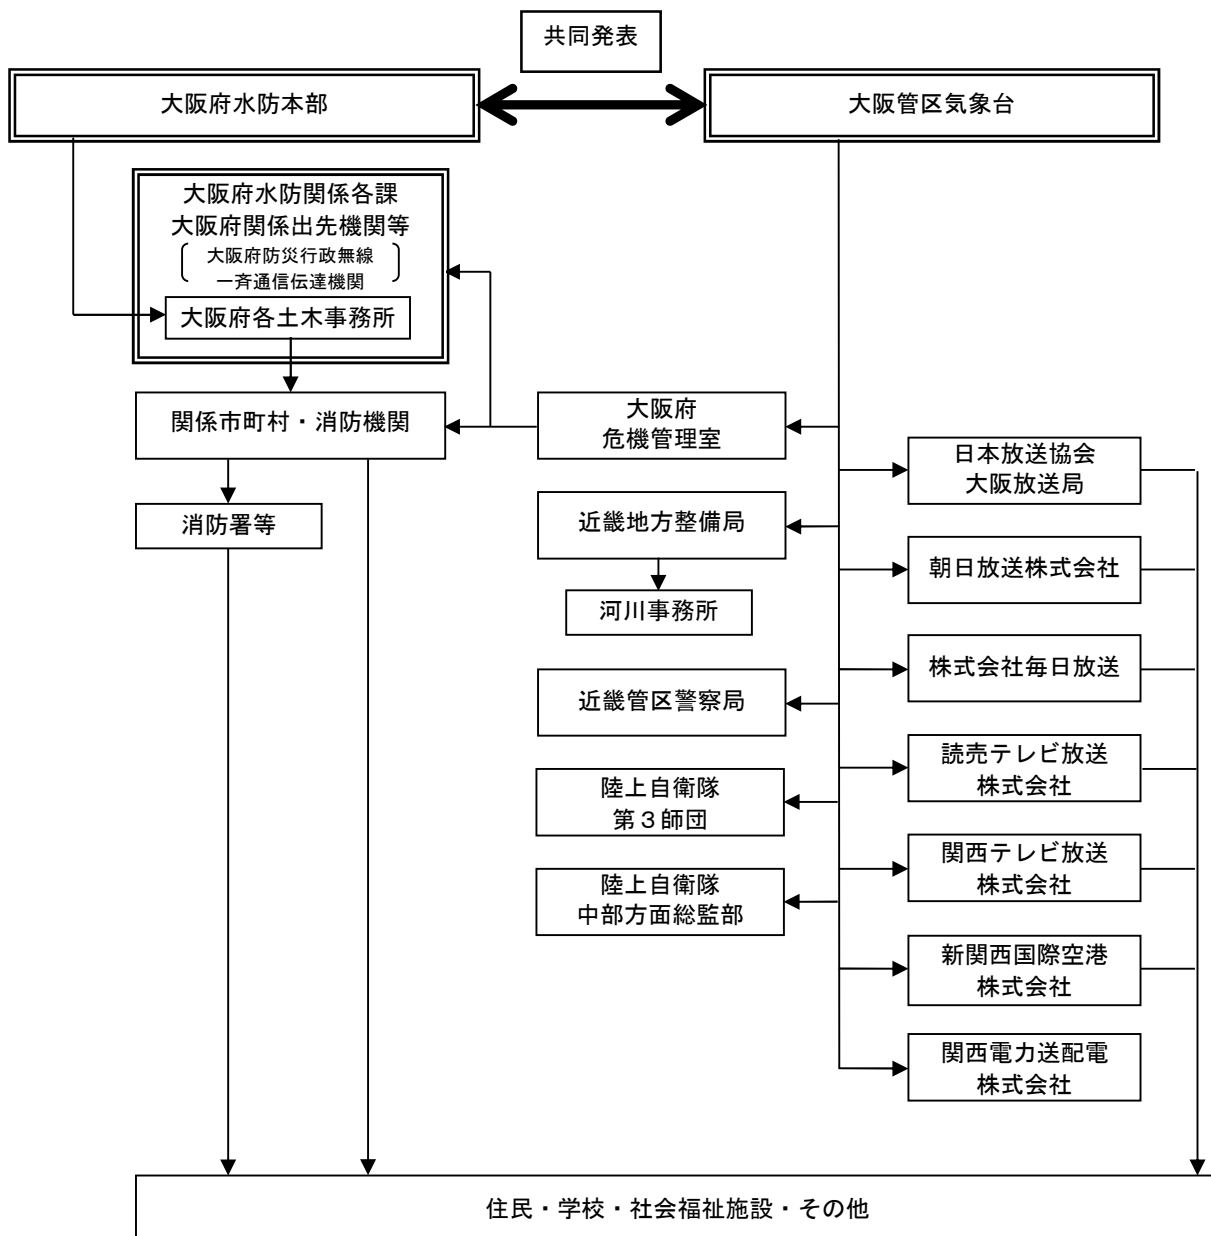 共同発表
大阪府水防本部
大阪管区気象台
大阪府水防関係各課
大阪府関係出先機関等
大阪府防災行政無線
一斉通信伝達機関
大阪府各土木事務所
関係市町村・消防機関
消防署等
大阪府
危機管理室
近畿地方整備局
河川事務所
近畿管区警察局
陸上自衛隊
第３師団
陸上自衛隊
中部方面総監部
日本放送協会
大阪放送局
朝日放送株式会社
株式会社毎日放送
読売テレビ放送
株式会社
関西テレビ放送
株式会社
新関西国際空港
株式会社
関西電力送配電
株式会社
住民・学校・社会福祉施設・その他